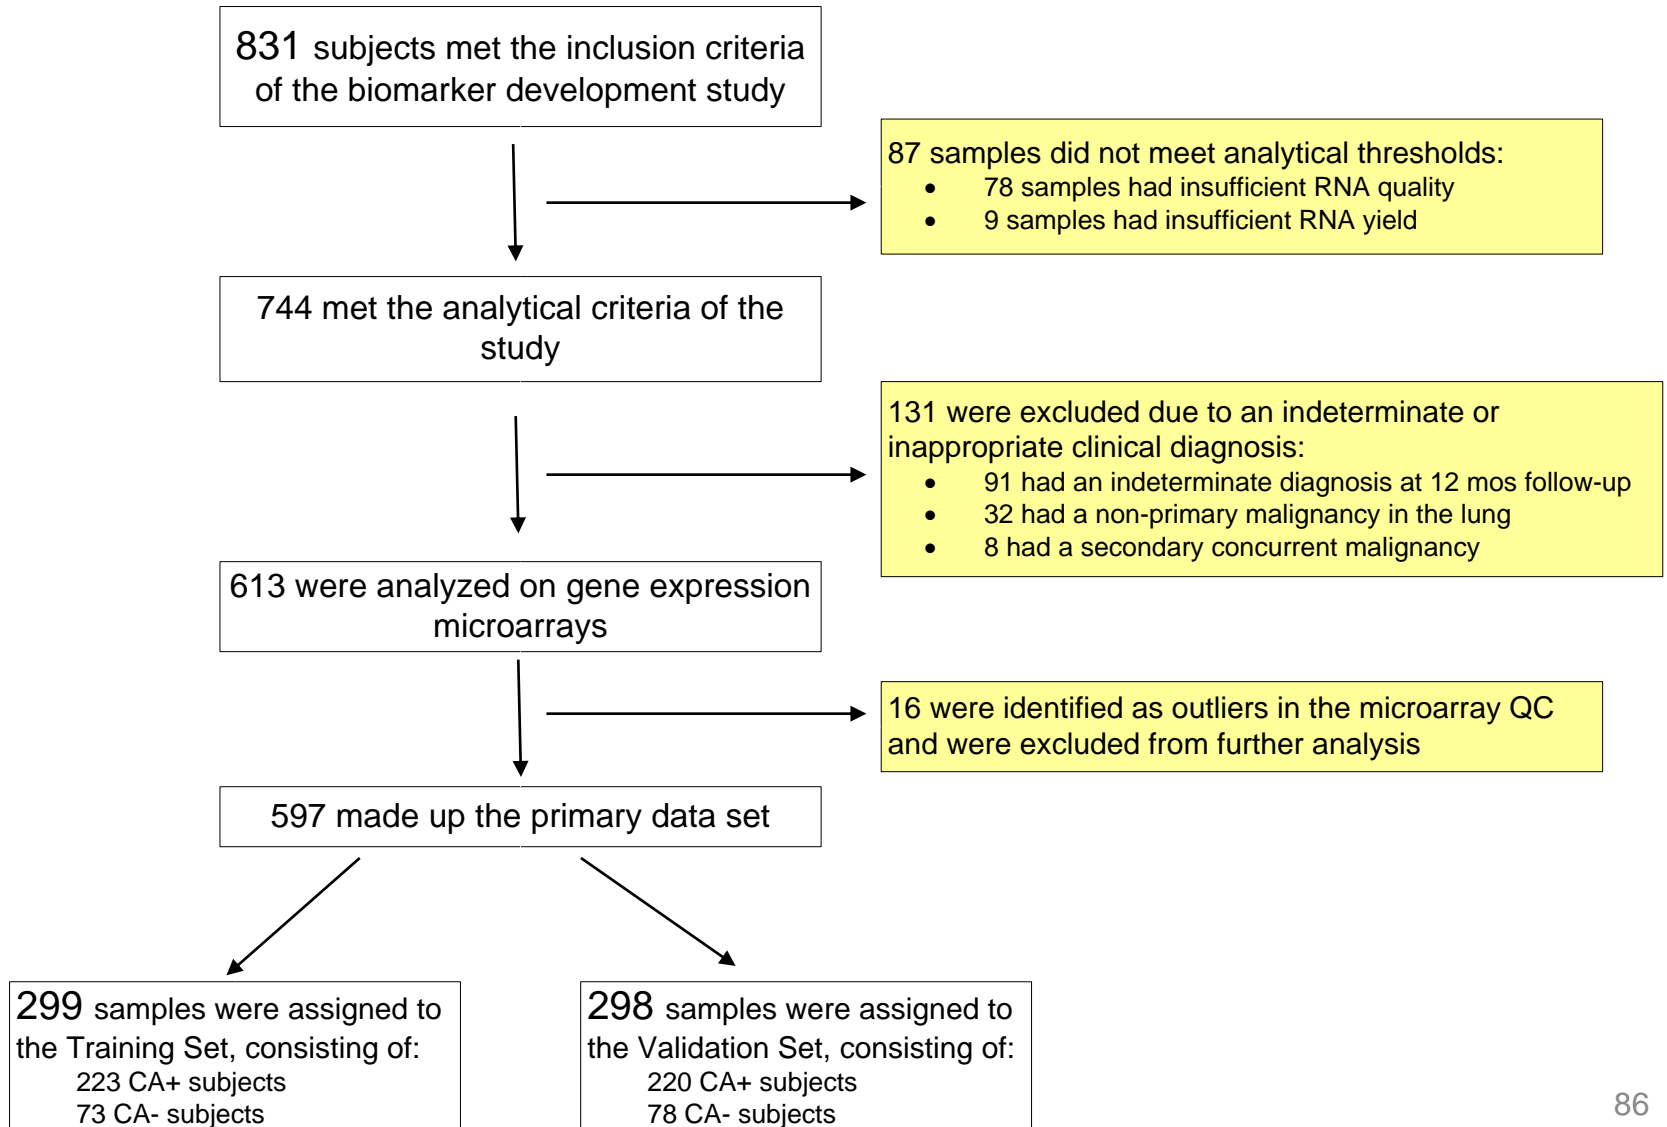 831 subjects met the inclusion criteria
of the biomarker development study
87 samples did not meet analytical thresholds:
• 78 samples had insufficient RNA quality
• 9 samples had insufficient RNA yield
744 met the analytical criteria of the
study
131 were excluded due to an indeterminate or
inappropriate clinical diagnosis:
• 91 had an indeterminate diagnosis at 12 mos follow-up
• 32 had a non-primary malignancy in the lung
• 8 had a secondary concurrent malignancy
613 were analyzed on gene expression
microarrays
16 were identified as outliers in the microarray QC
and were excluded from further analysis
597 made up the primary data set
299 samples were assigned to
the Training Set, consisting of:
223 CA+ subjects
73 CA- subjects
298 samples were assigned to
the Validation Set, consisting of:
220 CA+ subjects
78 CA- subjects
86